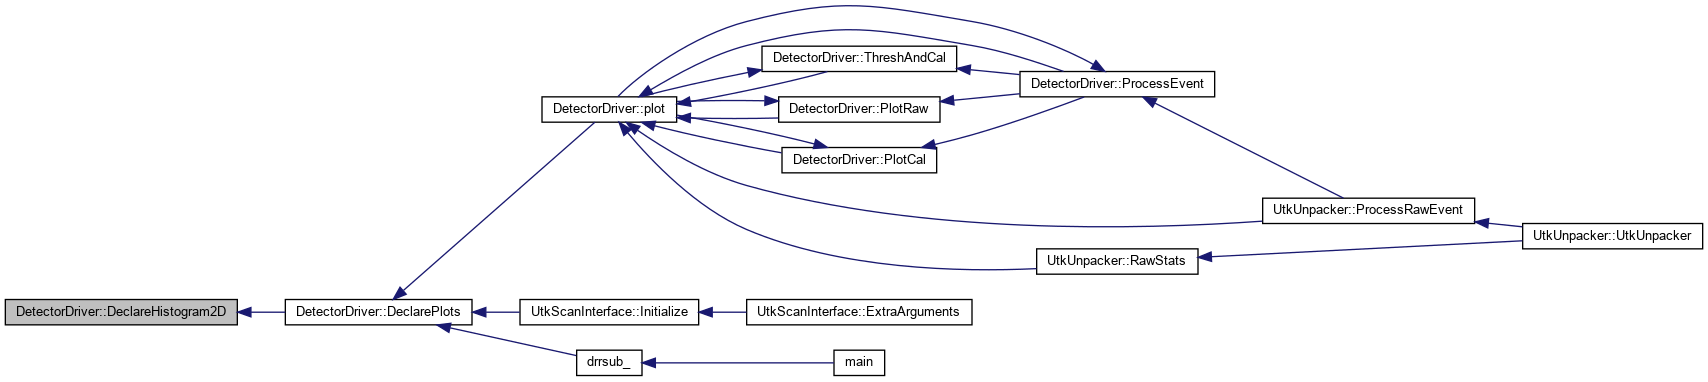 DetectorDriver::ThreshAndCal
DetectorDriver::ProcessEvent
DetectorDriver::plot
DetectorDriver::PlotRaw
DetectorDriver::PlotCal
UtkUnpacker::ProcessRawEvent
UtkUnpacker::UtkUnpacker
UtkUnpacker::RawStats
DetectorDriver::DeclareHistogram2D
DetectorDriver::DeclarePlots
UtkScanInterface::Initialize
UtkScanInterface::ExtraArguments
drrsub_
main